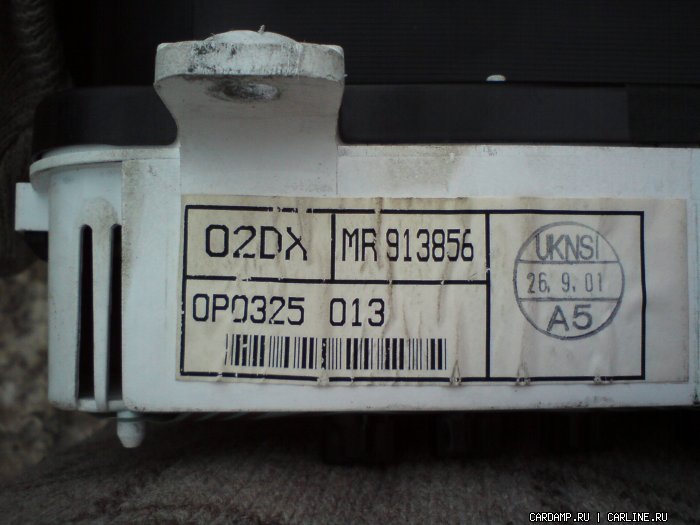 02DX
MR 913856
0P0325 013
UKNSI
26. 9. 01
A5
CARDAMP.RU | CARLINE.RU